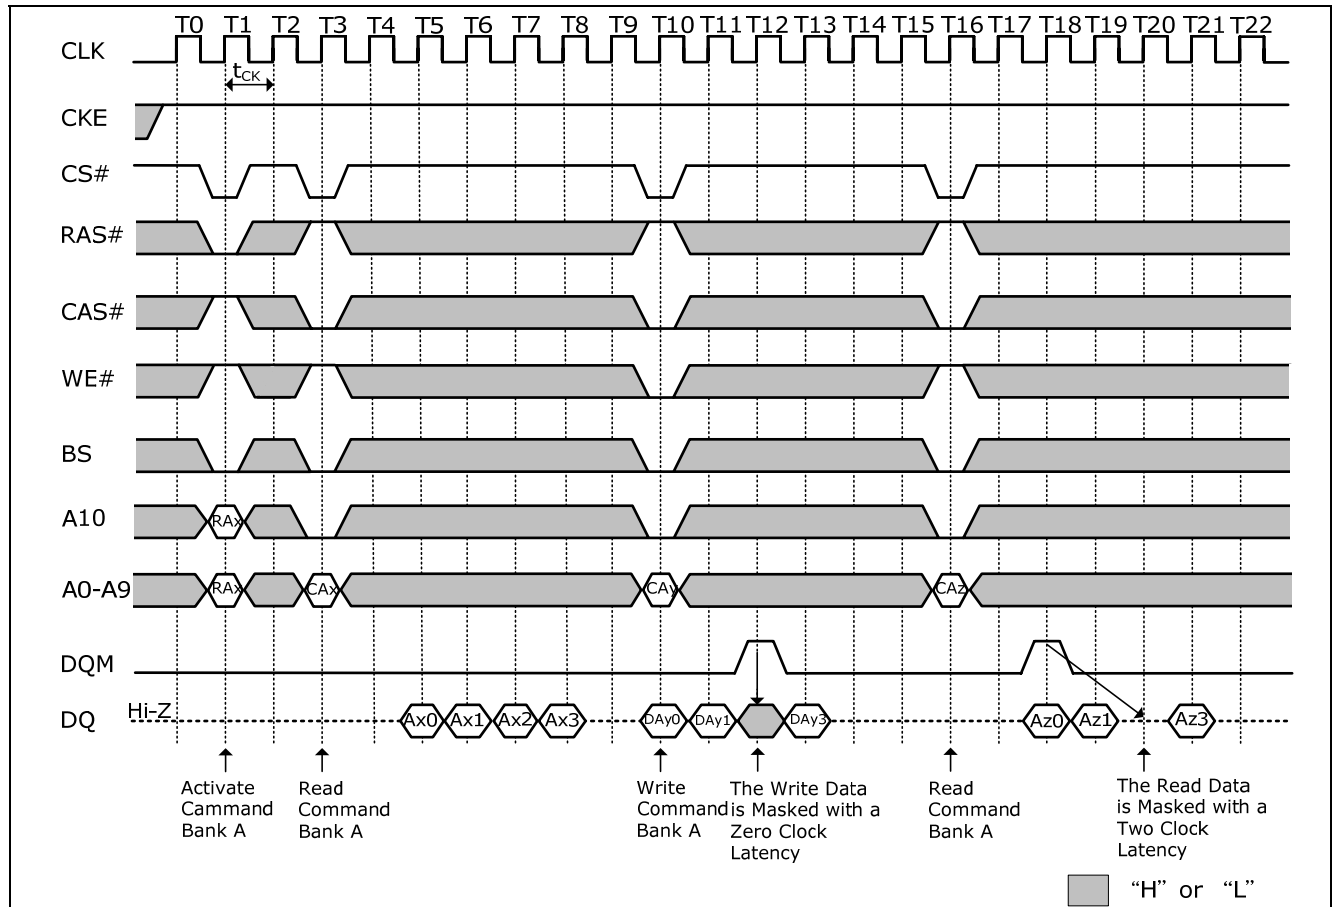 T0 T1 T2 T3 T4 T5 T6 T7 T8 T9 T10 T11 T12 T13 T14 T15 T16 T17 T18 T19 T20 T21 T22
CLK
tCK
CKE
CS#
RAS#
CAS#
WE#
BS
A10
RAx
A0-A9
RAx CAx CAy CAz
DQM
DQ
Hi-Z
Ax0 Ax1 Ax2 Ax3 DAy0 DAy1 DAy3 Az0 Az1 Az3
Activate
Cammand
Bank A
Read
Command
Bank A
Write
Command
Bank A
The Write Data
is Masked with a
Zero Clock
Latency
Read
Command
Bank A
The Read Data
is Masked with a
Two Clock
Latency
“H” or “L”